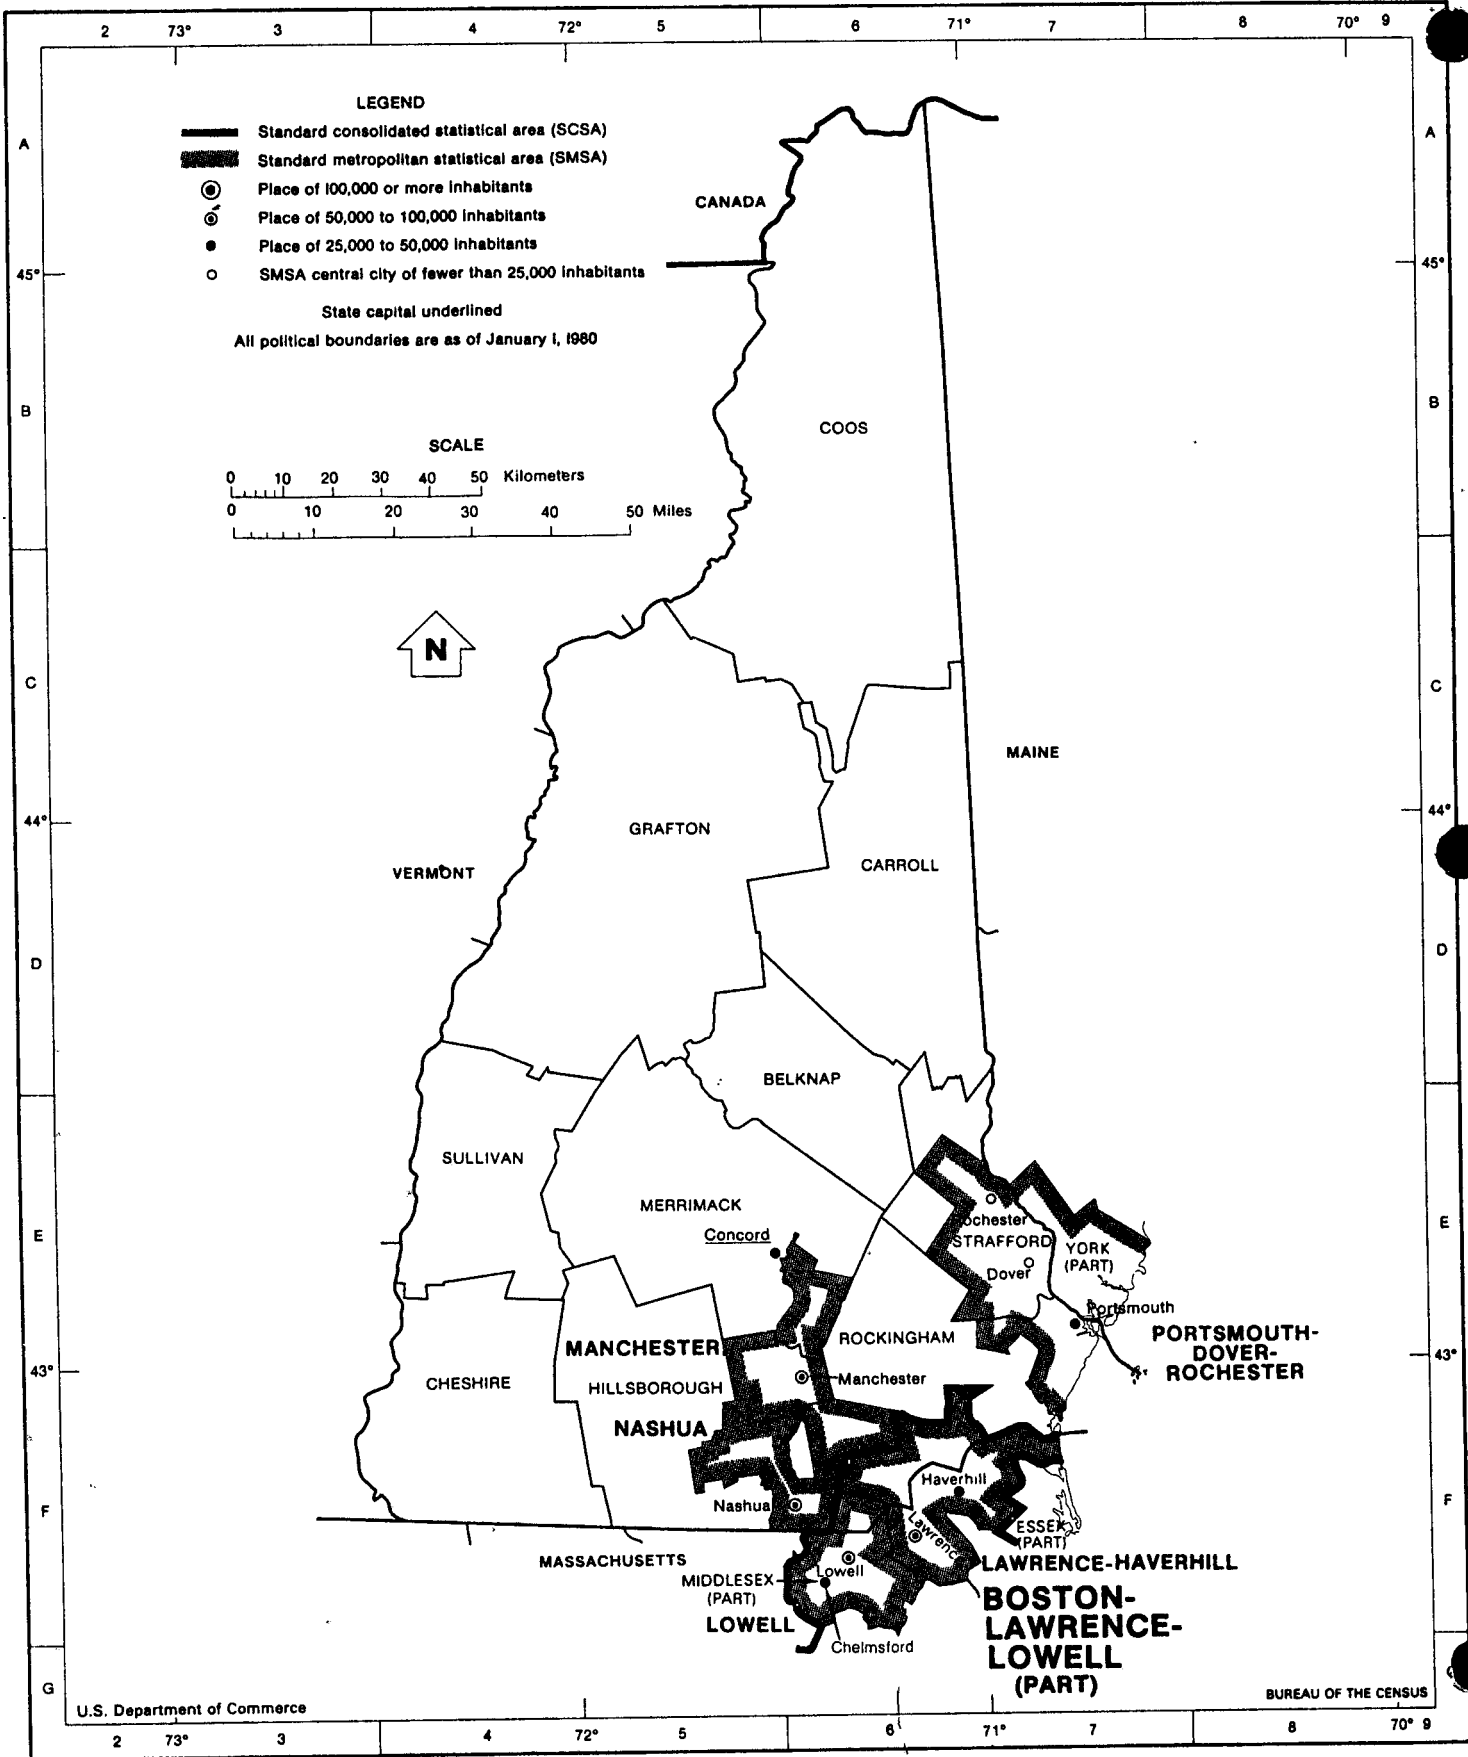 2 73° 3 4 72° 5 6 71° 7 8 70° 9
LEGEND
Standard consolidated statistical area (SCSA)
Standard metropolitan statistical area (SMSA)
Place of 100,000 or more inhabitants
Place of 50,000 to 100,000 inhabitants
Place of 25,000 to 50,000 inhabitants
SMSA central city of fewer than 25,000 inhabitants
State capital underlined
All political boundaries are as of January 1, 1980
A A
CANADA
45° 45°
B B
COOS
SCALE
0 10 20 30 40 50 Kilometers
0 10 20 30 40 50 Miles
N
C C
MAINE
44° 44°
GRAFTON
CARROLL
VERMONT
D D
BELKNAP
SULLIVAN
MERRIMACK
Concord
E E
ochester
STRAFFORD
YORK
(PART)
Dover
Portsmouth
PORTSMOUTH-
DOVER-
ROCHESTER
MANCHESTER
ROCKINGHAM
43° 43°
CHESHIRE
HILLSBOROUGH
Manchester
NASHUA
Haverhill
Nashua
F F
Lawrence
ESSEX
(PART)
MASSACHUSETTS
LAWRENCE-HAVERHILL
MIDDLESEX
(PART)
Lowell
LOWELL
Chelmsford
BOSTON-
LAWRENCE-
LOWELL
(PART)
G G
U.S. Department of Commerce
BUREAU OF THE CENSUS
2 73° 3 4 72° 5 6 71° 7 8 70° 9